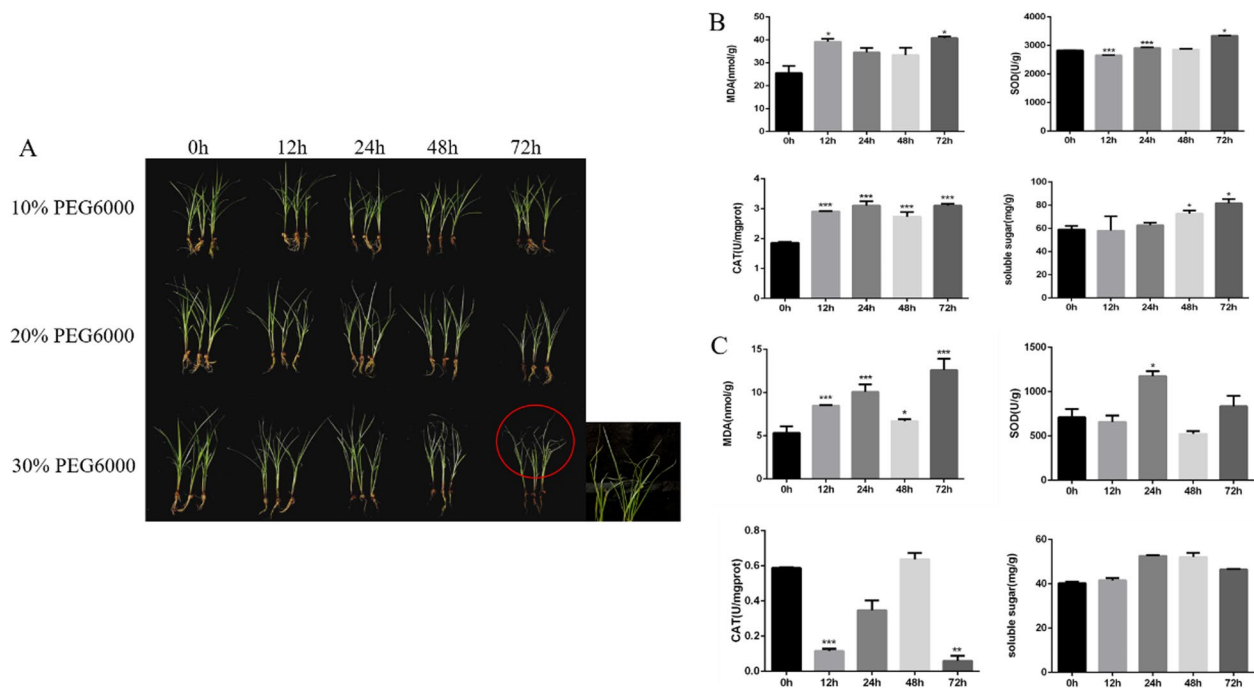 A
0h 12h 24h 48h 72h
10% PEG6000
20% PEG6000
30% PEG6000
B
MDA(nmol/g)
50
40
30
20
10
0
*
*
0h 12h 24h 48h 72h
SOD(U/g)
4000
3000
2000
1000
0
***
***
*
0h 12h 24h 48h 72h
CAT(U/mgprot)
4
3
2
1
0
***
***
***
***
0h 12h 24h 48h 72h
soluble sugar(mg/g)
100
80
60
40
20
0
*
*
0h 12h 24h 48h 72h
C
MDA(nmol/g)
15
10
5
0
***
***
*
***
0h 12h 24h 48h 72h
SOD(U/g)
1500
1000
500
0
*
0h 12h 24h 48h 72h
CAT(U/mgprot)
0.8
0.6
0.4
0.2
0.0
***
**
0h 12h 24h 48h 72h
soluble sugar(mg/g)
60
40
20
0
0h 12h 24h 48h 72h